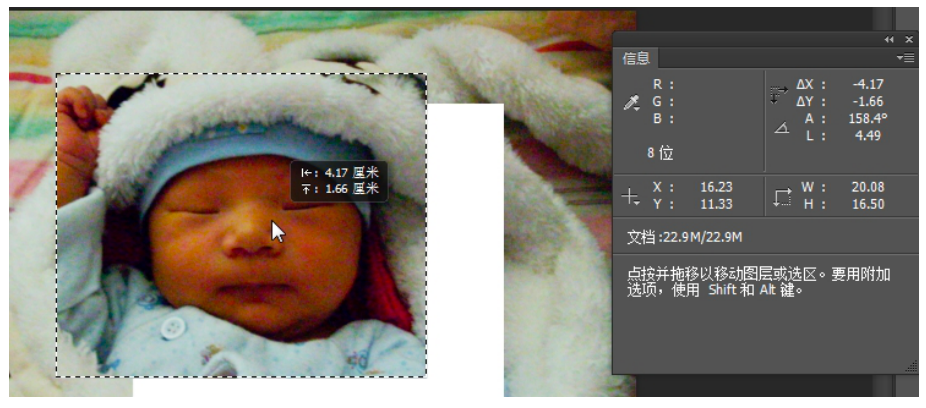 信息
R :
G :
B :
8 位
ΔX : -4.17
ΔY : -1.66
A : 158.4°
L : 4.49
X : 16.23
Y : 11.33
W : 20.08
H : 16.50
文档:22.9M/22.9M
点按并拖移以移动图层或选区。要用附加
选项，使用 Shift 和 Alt 键。
4.17 厘米
1.66 厘米